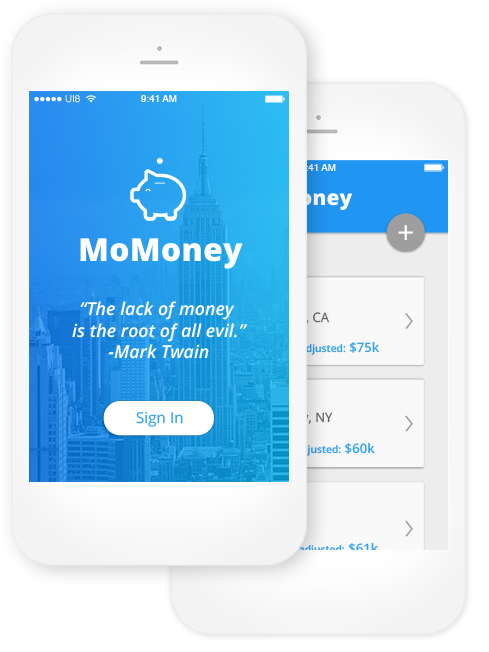 UI8 9:41 AM
MoMoney
“The lack of money
is the root of all evil.”
-Mark Twain
Sign In
:41 AM
oney
+
, CA
djusted: $75k
, NY
justed: $60k
adjusted: $61k